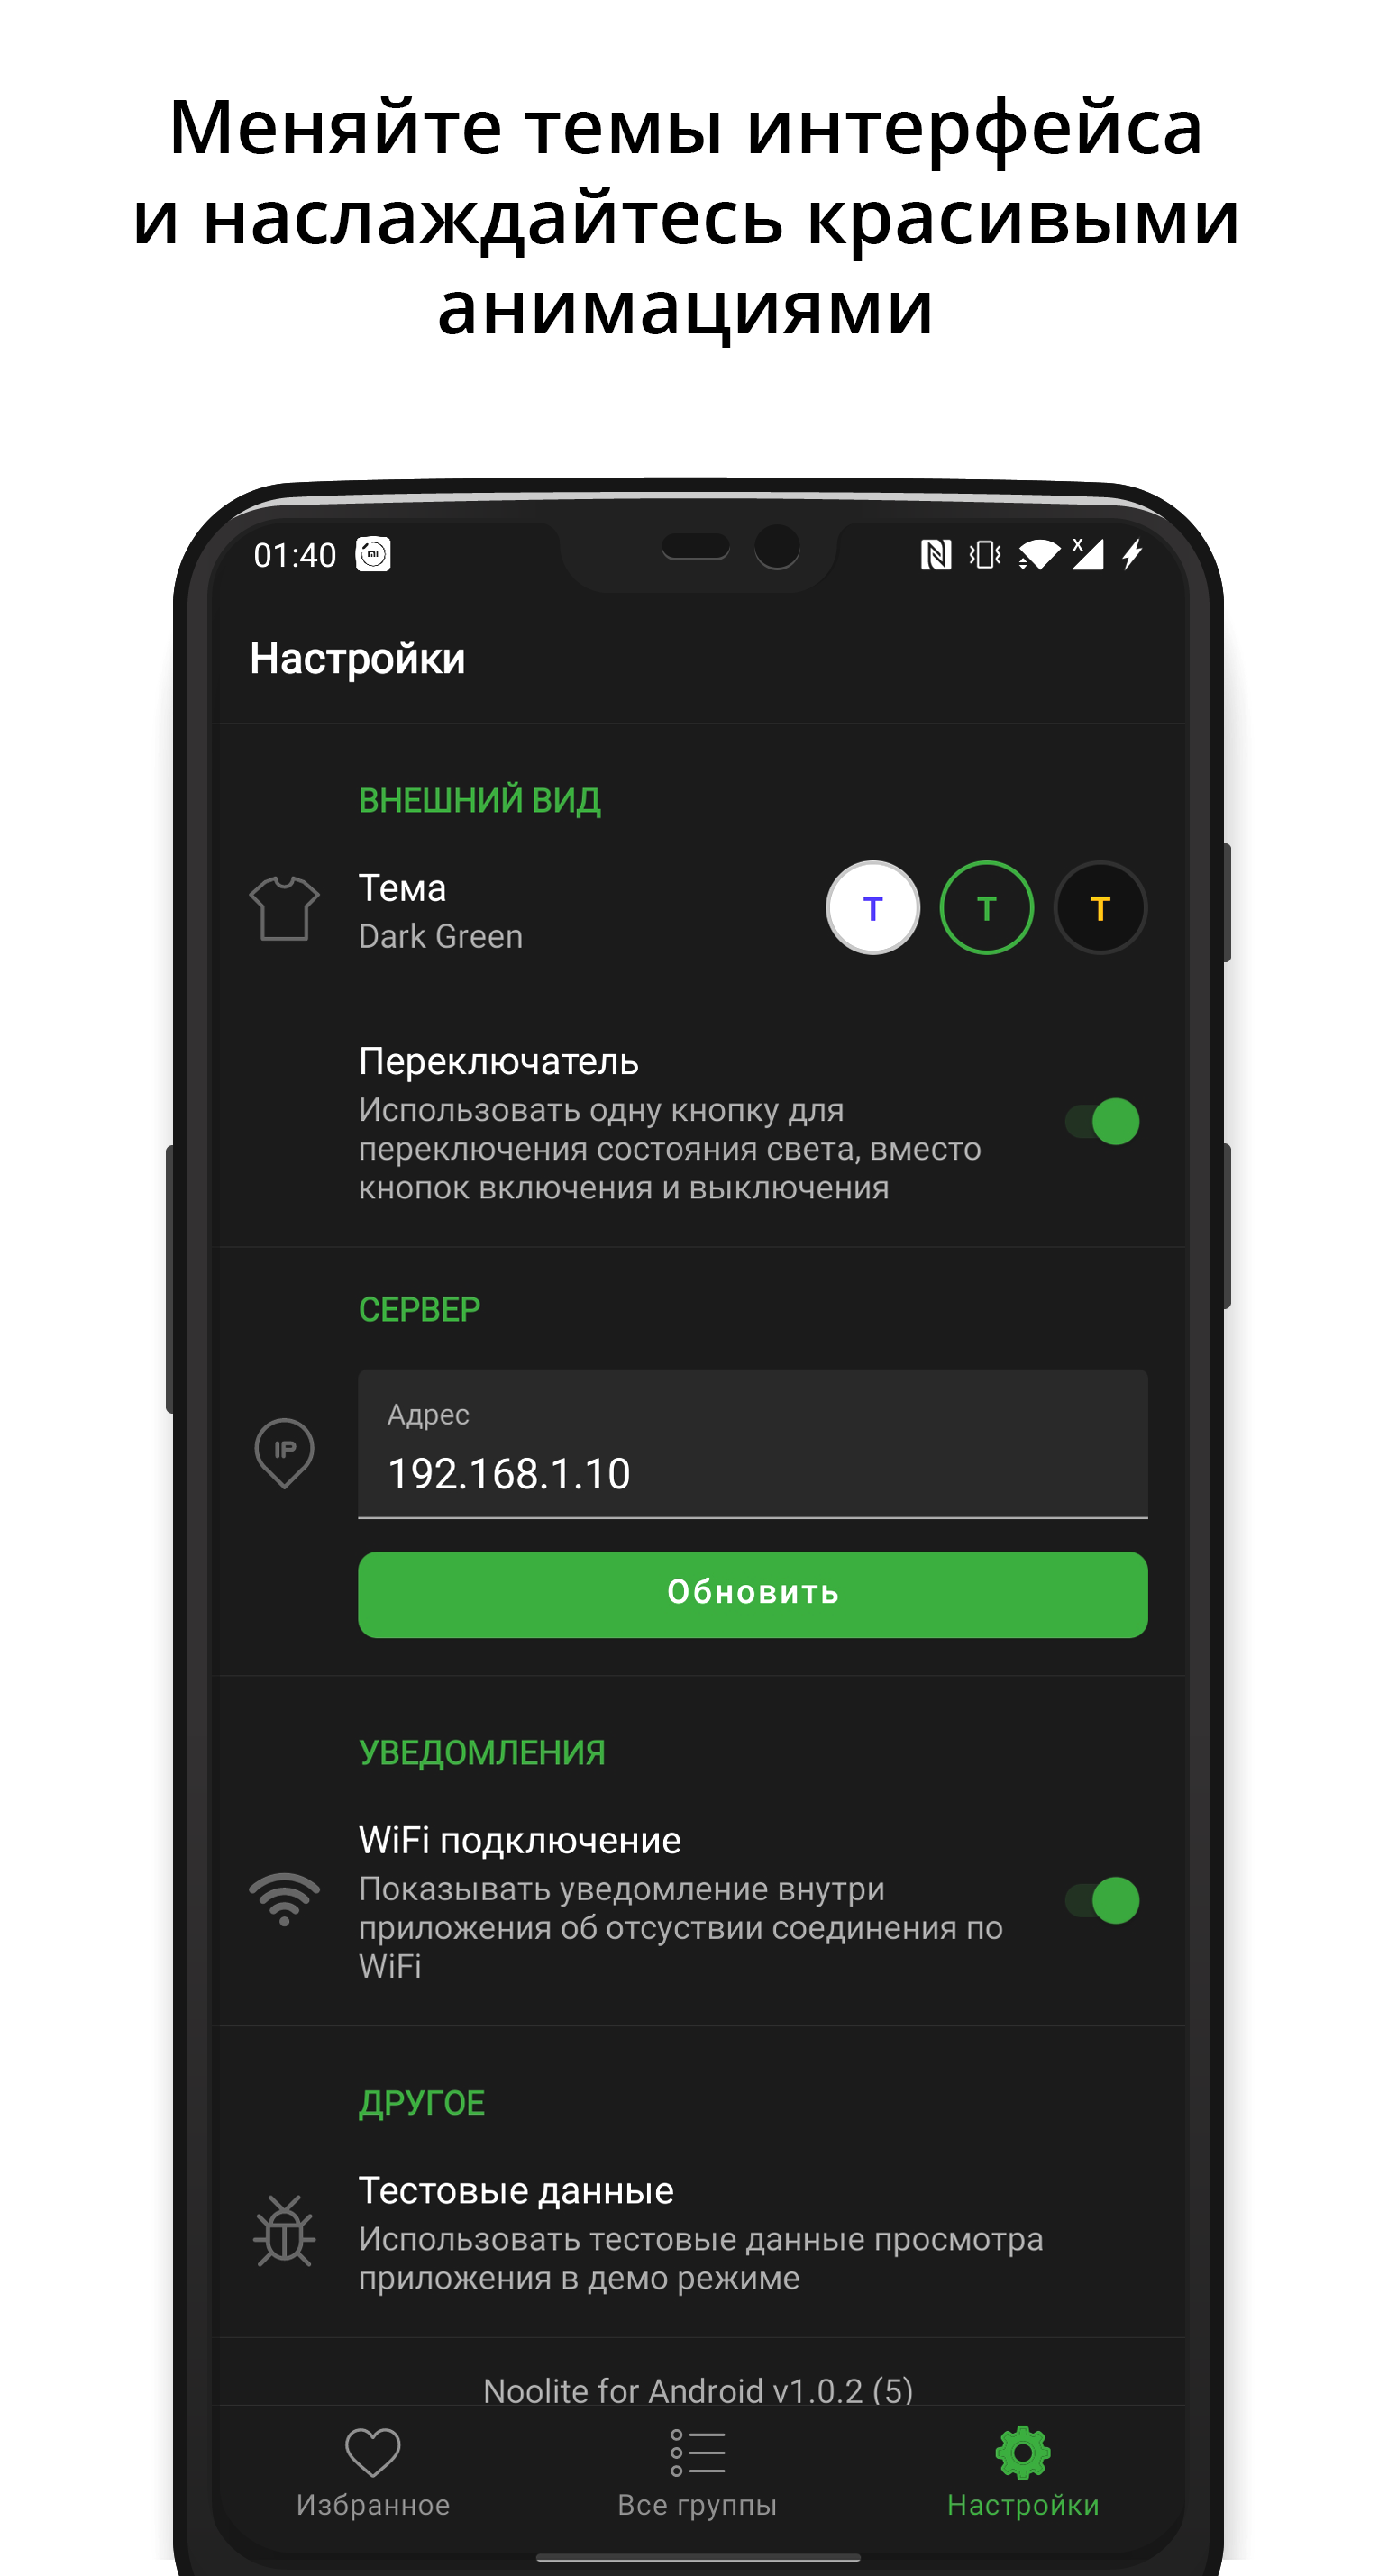 Меняйте темы интерфейса
и наслаждайтесь красивыми
анимациями
01:40
Настройки
ВНЕШНИЙ ВИД
Тема
Dark Green
T T T
Переключатель
Использовать одну кнопку для
переключения состояния света, вместо
кнопок включения и выключения
СЕРВЕР
IP
Адрес
192.168.1.10
Обновить
УВЕДОМЛЕНИЯ
WiFi подключение
Показывать уведомление внутри
приложения об отсуствии соединения по
WiFi
ДРУГОЕ
Тестовые данные
Использовать тестовые данные просмотра
приложения в демо режиме
Noolite for Android v1.0.2 (5)
Избранное Все группы Настройки